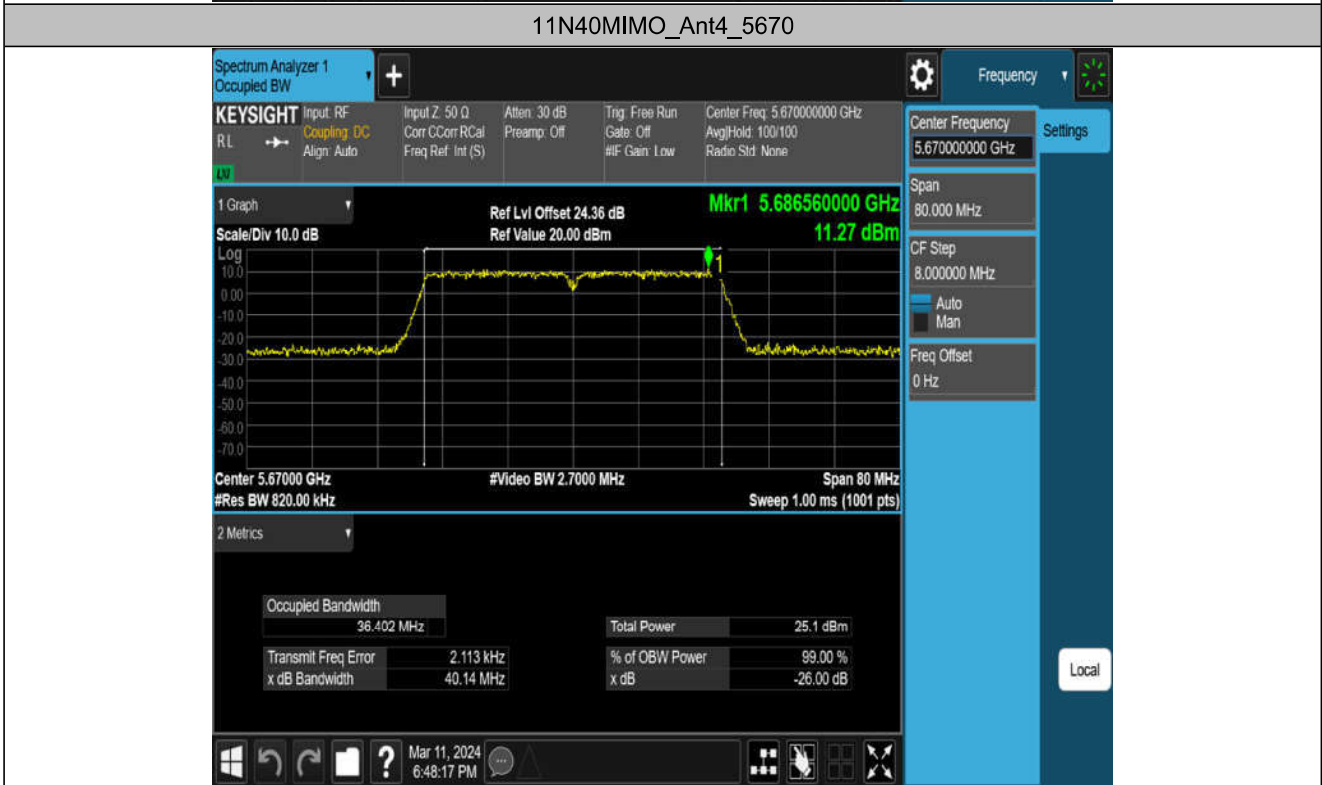 11N40MIMO_Ant4_5670
Spectrum Analyzer 1
Occupied BW
Frequency
KEYSIGHT
R L
LXI
Input: RF
Coupling: DC
Align: Auto
Input Z: 50 Ω
Corr CCorr RCal
Freq Ref: Int (S)
Atten: 30 dB
Preamp: Off
Trig: Free Run
Gate: Off
#IF Gain: Low
Center Freq: 5.670000000 GHz
Avg|Hold: 100/100
Radio Std: None
Center Frequency
5.670000000 GHz
Settings
Span
80.000 MHz
CF Step
8.000000 MHz
Auto
Man
Freq Offset
0 Hz
Local
1 Graph
Scale/Div 10.0 dB
Ref Lvl Offset 24.36 dB
Ref Value 20.00 dBm
Mkr1 5.686560000 GHz
11.27 dBm
Log
10.0
0.00
-10.0
-20.0
-30.0
-40.0
-50.0
-60.0
-70.0
1
Center 5.67000 GHz
#Video BW 2.7000 MHz
Span 80 MHz
#Res BW 820.00 kHz
Sweep 1.00 ms (1001 pts)
2 Metrics
Occupied Bandwidth
36.402 MHz
Total Power 25.1 dBm
Transmit Freq Error 2.113 kHz
% of OBW Power 99.00 %
x dB Bandwidth 40.14 MHz
x dB -26.00 dB
?
Mar 11, 2024
6:48:17 PM